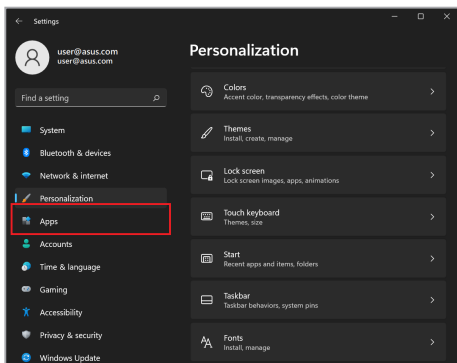 Settings
user@asus.com
user@asus.com
Find a setting
System
Bluetooth & devices
Network & internet
Personalization
Apps
Accounts
Time & language
Gaming
Accessibility
Privacy & security
Windows Update
Personalization
Colors
Accent color, transparency effects, color theme
Themes
Install, create, manage
Lock screen
Lock screen images, apps, animations
Touch keyboard
Themes, size
Start
Recent apps and items, folders
Taskbar
Taskbar behaviors, system pins
Fonts
Install, manage